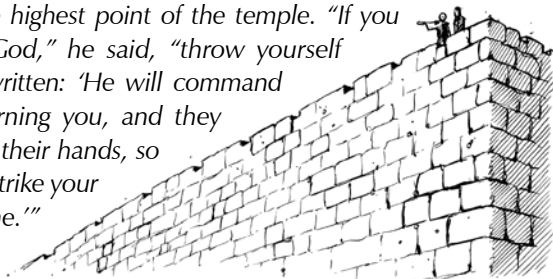 highest point of the temple. “If you
God,” he said, “throw yourself
written: ‘He will command
rning you, and they
their hands, so
trike your
e.’”